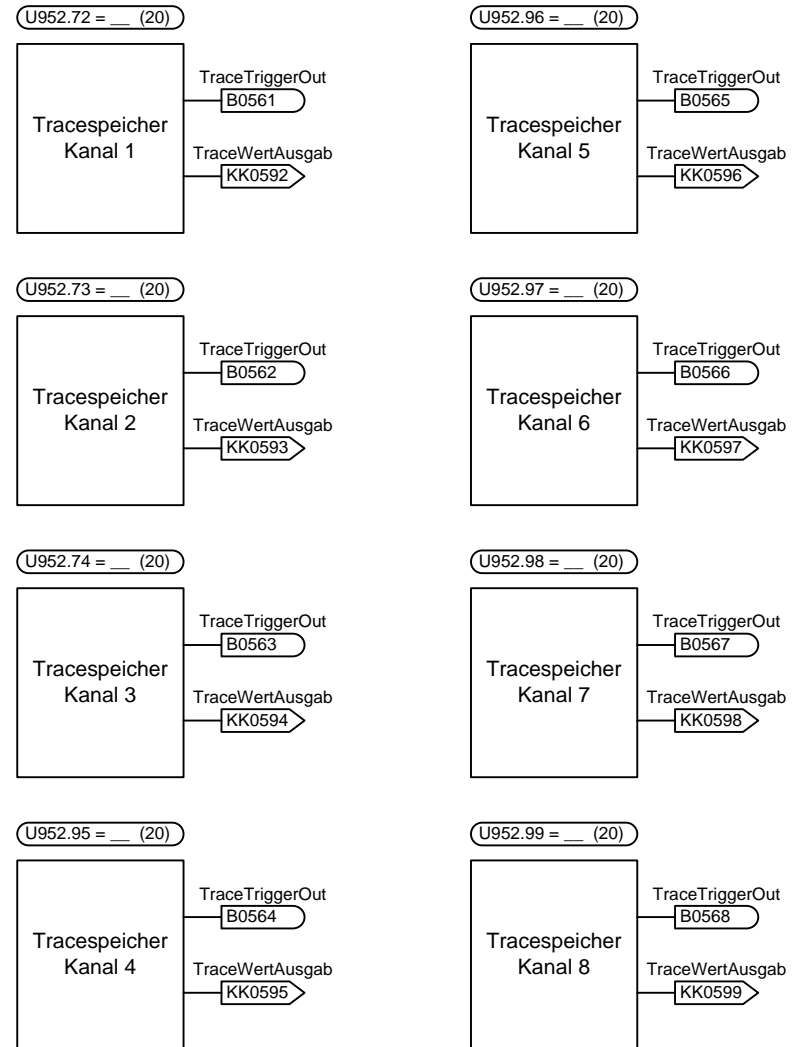 U952.72 = __ (20)
TraceTriggerOut
B0561
Tracespeicher
Kanal 1
TraceWertAusgab
KK0592
U952.73 = __ (20)
TraceTriggerOut
B0562
Tracespeicher
Kanal 2
TraceWertAusgab
KK0593
U952.74 = __ (20)
TraceTriggerOut
B0563
Tracespeicher
Kanal 3
TraceWertAusgab
KK0594
U952.95 = __ (20)
TraceTriggerOut
B0564
Tracespeicher
Kanal 4
TraceWertAusgab
KK0595
U952.96 = __ (20)
TraceTriggerOut
B0565
Tracespeicher
Kanal 5
TraceWertAusgab
KK0596
U952.97 = __ (20)
TraceTriggerOut
B0566
Tracespeicher
Kanal 6
TraceWertAusgab
KK0597
U952.98 = __ (20)
TraceTriggerOut
B0567
Tracespeicher
Kanal 7
TraceWertAusgab
KK0598
U952.99 = __ (20)
TraceTriggerOut
B0568
Tracespeicher
Kanal 8
TraceWertAusgab
KK0599